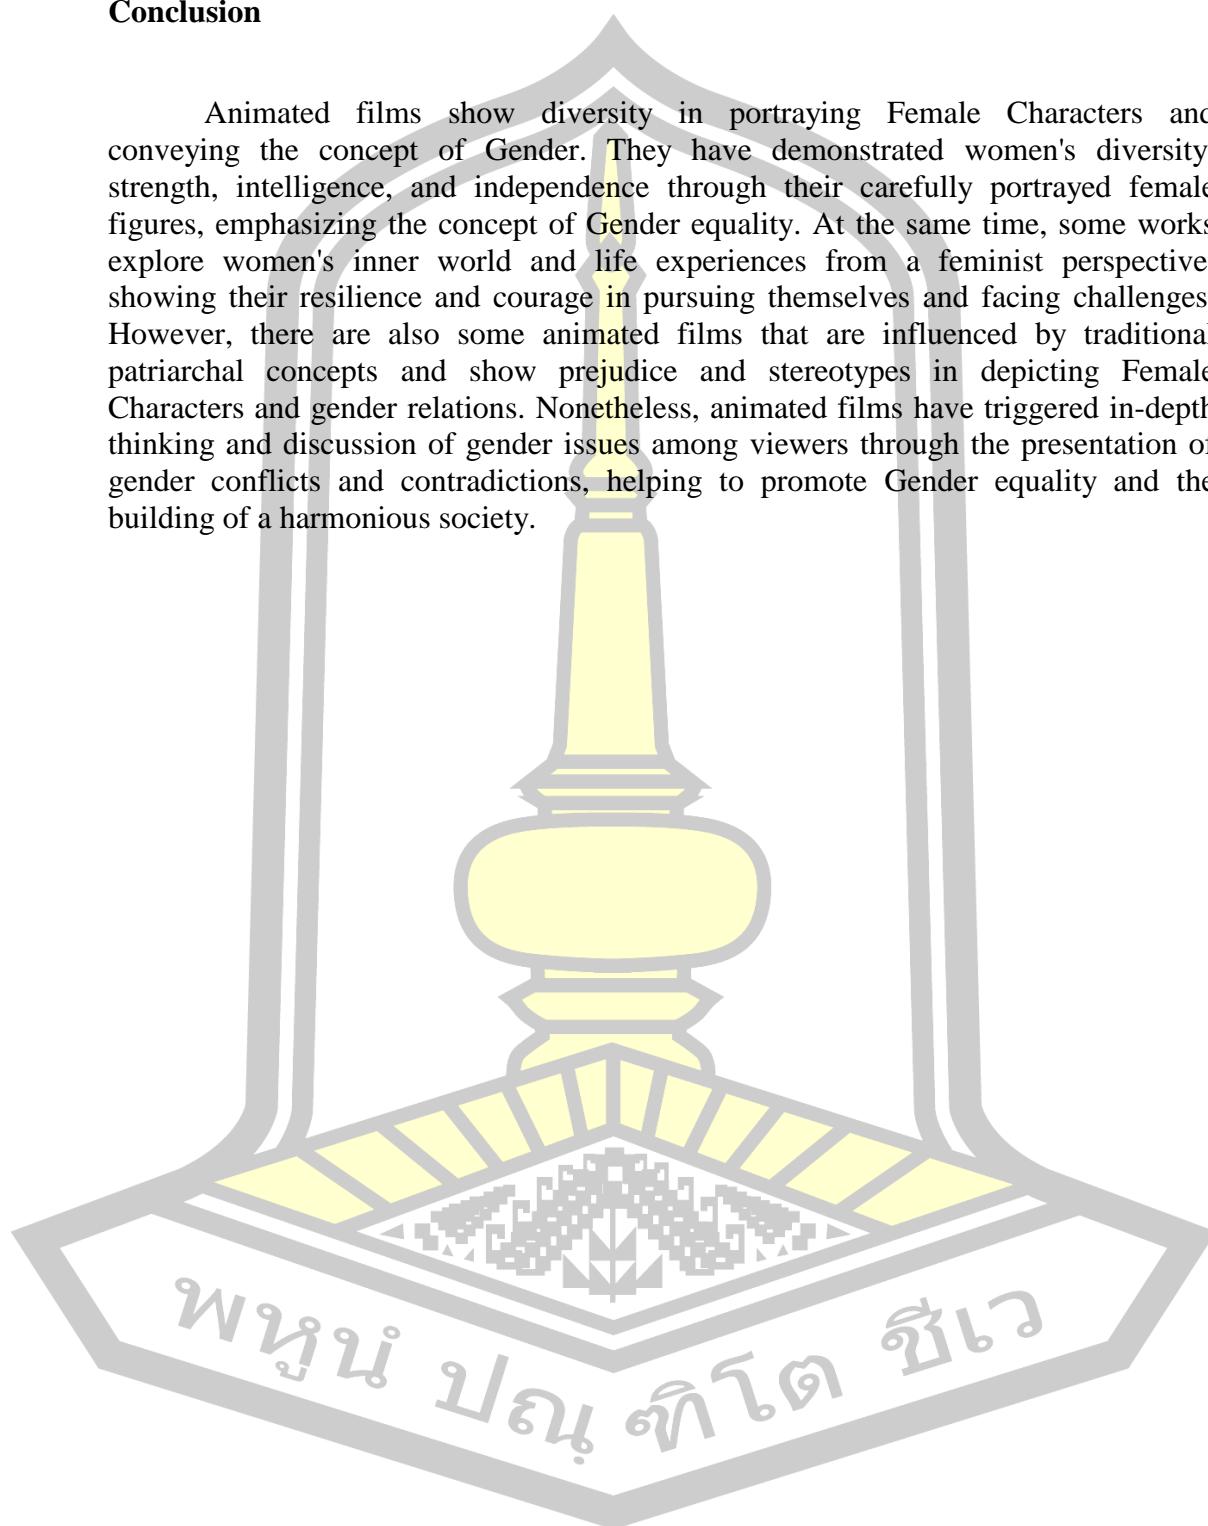 Conclusion
Animated films show diversity in portraying Female Characters and
conveying the concept of Gender. They have demonstrated women's diversity
strength, intelligence, and independence through their carefully portrayed female
figures, emphasizing the concept of Gender equality. At the same time, some works
explore women's inner world and life experiences from a feminist perspective
showing their resilience and courage in pursuing themselves and facing challenges
However, there are also some animated films that are influenced by traditional
patriarchal concepts and show prejudice and stereotypes in depicting Female
Characters and gender relations. Nonetheless, animated films have triggered in-depth
thinking and discussion of gender issues among viewers through the presentation of
gender conflicts and contradictions, helping to promote Gender equality and the
building of a harmonious society.
พหูนํ ปณฺฑิโต ชีเว